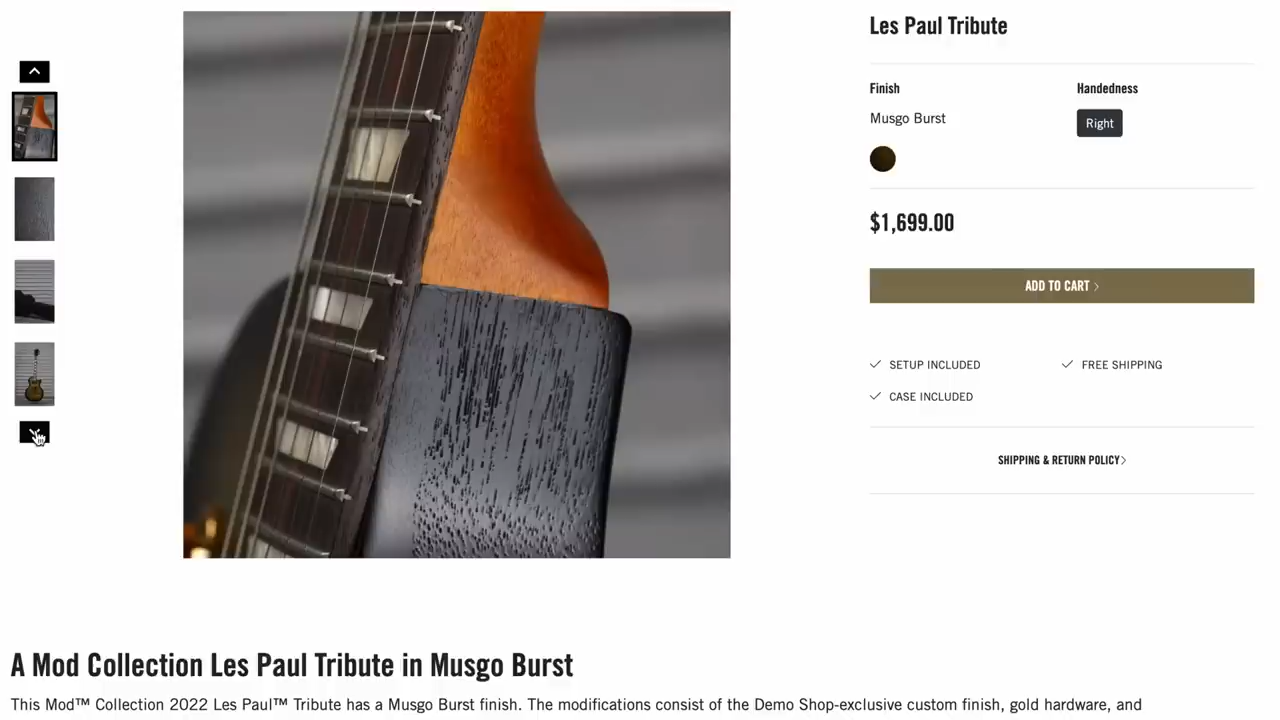 Les Paul Tribute
Finish
Handedness
Musgo Burst
Right
$1,699.00
ADD TO CART
SETUP INCLUDED
FREE SHIPPING
CASE INCLUDED
SHIPPING & RETURN POLICY
A Mod Collection Les Paul Tribute in Musgo Burst
This Mod™ Collection 2022 Les Paul™ Tribute has a Musgo Burst finish. The modifications consist of the Demo Shop-exclusive custom finish, gold hardware, and